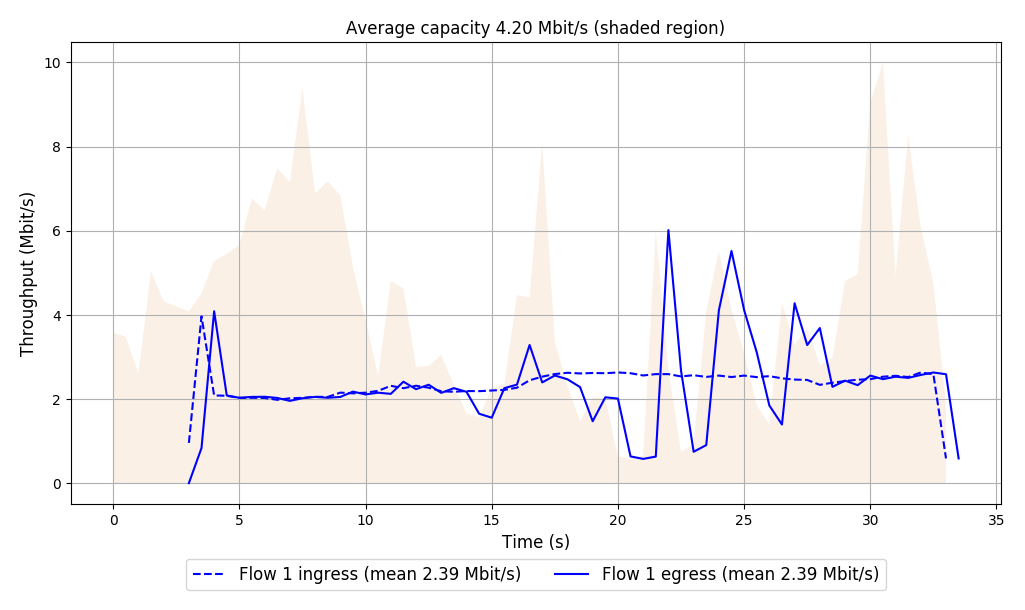 Average capacity 4.20 Mbit/s (shaded region)
Throughput (Mbit/s)
10
8
6
4
2
0
0 5 10 15 20 25 30 35
Time (s)
Flow 1 ingress (mean 2.39 Mbit/s) Flow 1 egress (mean 2.39 Mbit/s)